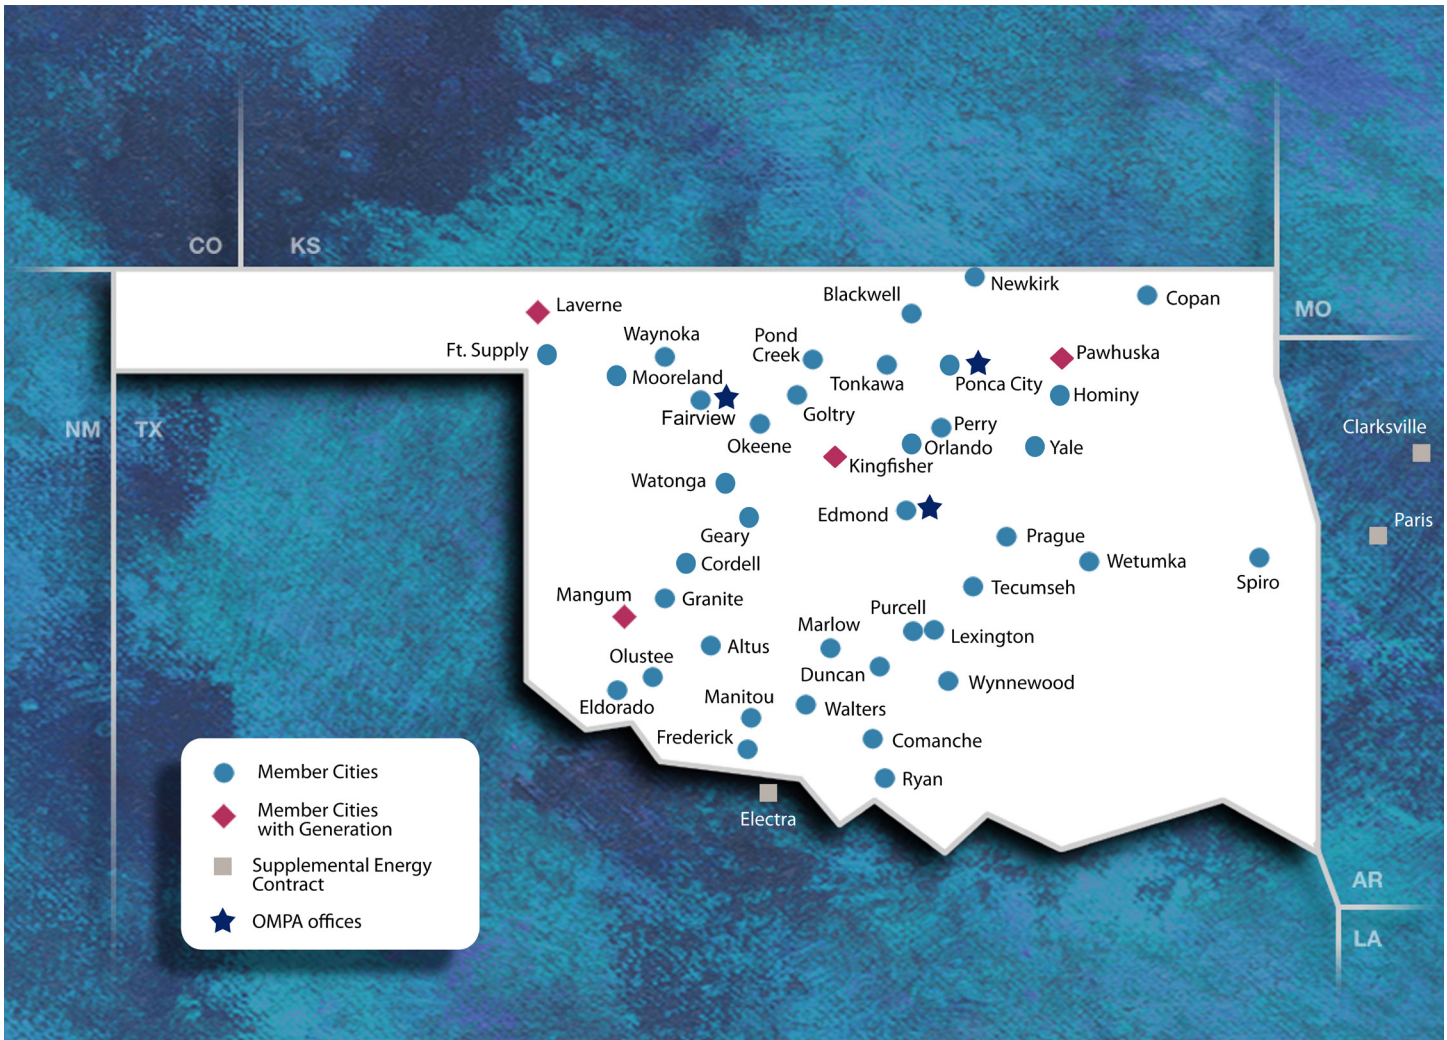 CO
KS
MO
NM
TX
AR
LA
Newkirk
Blackwell
Copan
Laverne
Waynoka
Pond
Creek
Ft. Supply
Pawhuska
Mooreland
Tonkawa
Ponca City
Hominy
Fairview
Goltry
Perry
Clarksville
Okeene
Orlando
Yale
Kingfisher
Watonga
Edmond
Paris
Geary
Prague
Cordell
Wetumka
Spiro
Mangum
Granite
Tecumseh
Purcell
Marlow
Lexington
Altus
Olustee
Duncan
Wynnewood
Manitou
Eldorado
Walters
Frederick
Comanche
Ryan
Electra
Member Cities
Member Cities
with Generation
Supplemental Energy
Contract
OMPA offices